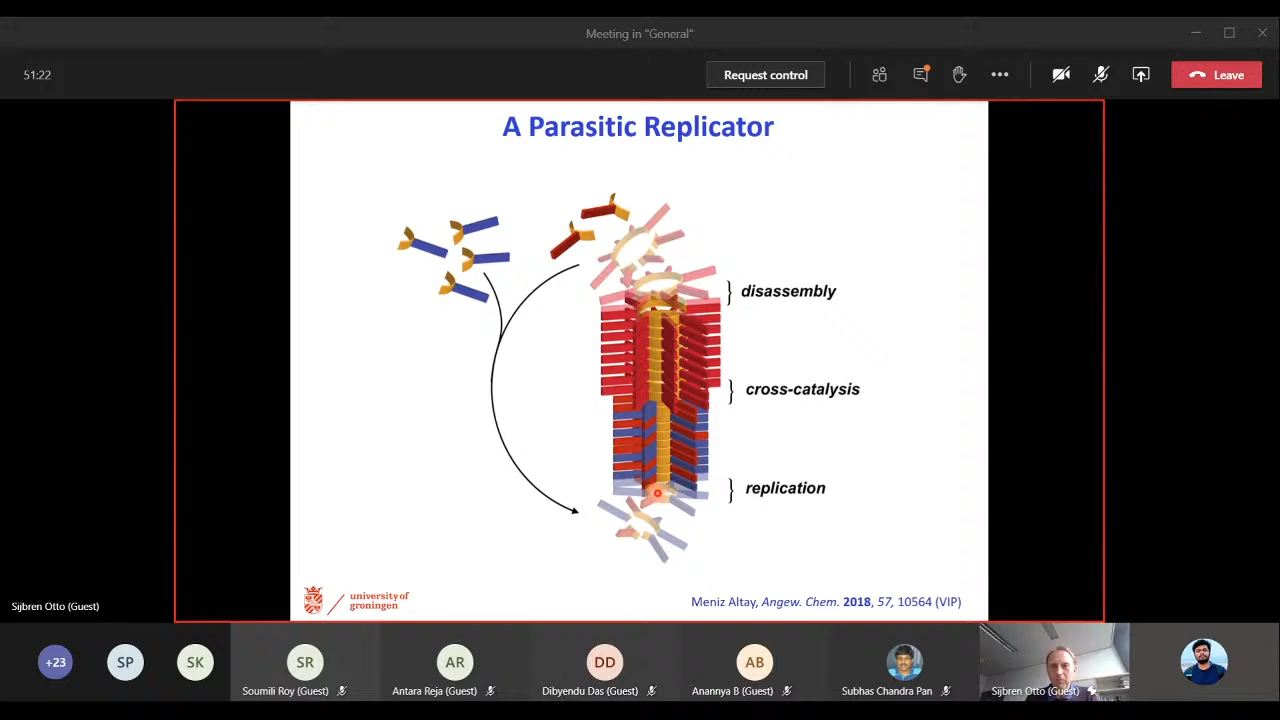 Meeting in "General"
51:22
Request control
Leave
A Parasitic Replicator
} disassembly
} cross-catalysis
} replication
university of
groningen
Meniz Altay, Angew. Chem. 2018, 57, 10564 (VIP)
Sijbren Otto (Guest)
+23
SP
SK
SR
AR
DD
AB
Soumili Roy (Guest)
Antara Reja (Guest)
Dibyendu Das (Guest)
Anannya B (Guest)
Subhas Chandra Pan
Sijbren Otto (Guest)